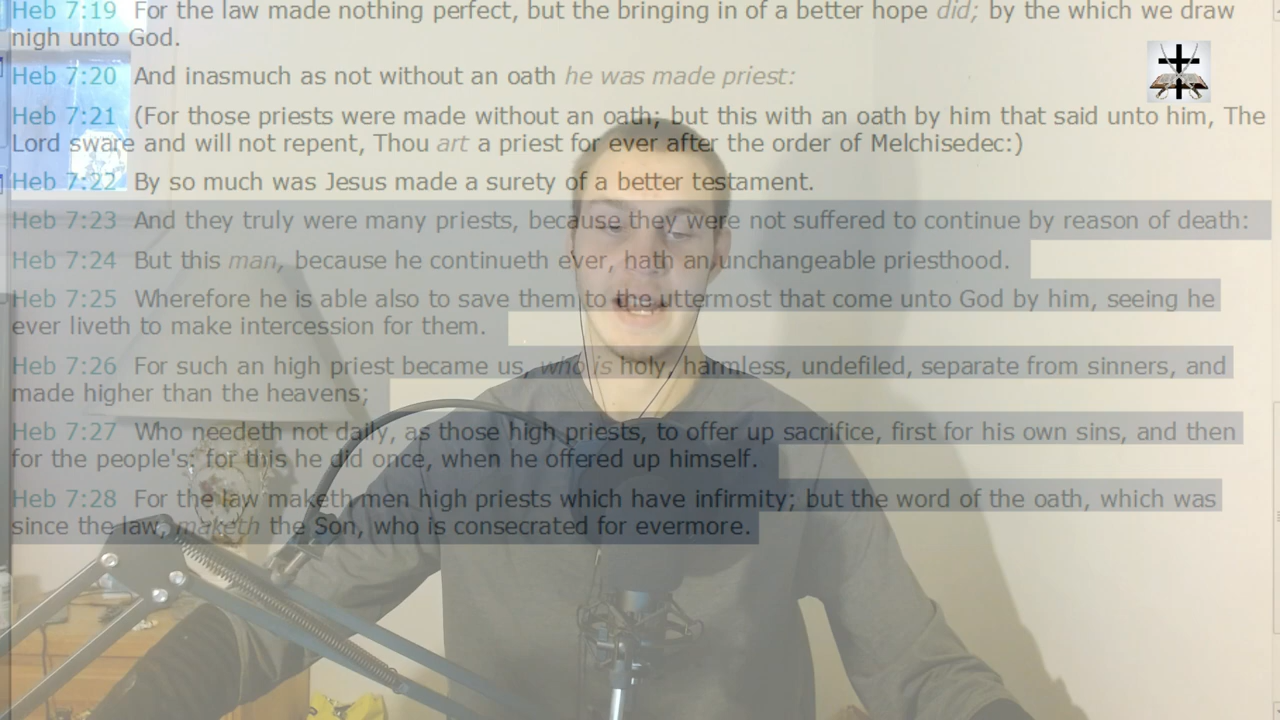 Heb 7:19 For the law made nothing perfect, but the bringing in of a better hope did; by the which we draw
nigh unto God.
Heb 7:20 And inasmuch as not without an oath he was made priest:
Heb 7:21 (For those priests were made without an oath; but this with an oath by him that said unto him, The
Lord sware and will not repent, Thou art a priest for ever after the order of Melchisedec:)
Heb 7:22 By so much was Jesus made a surety of a better testament.
Heb 7:23 And they truly were many priests, because they were not suffered to continue by reason of death:
Heb 7:24 But this man, because he continueth ever, hath an unchangeable priesthood.
Heb 7:25 Wherefore he is able also to save them to the uttermost that come unto God by him, seeing he
ever liveth to make intercession for them.
Heb 7:26 For such an high priest became us, who is holy, harmless, undefiled, separate from sinners, and
made higher than the heavens;
Heb 7:27 Who needeth not daily, as those high priests, to offer up sacrifice, first for his own sins, and then
for the people's: for this he did once, when he offered up himself.
Heb 7:28 For the law maketh men high priests which have infirmity; but the word of the oath, which was
since the law, maketh the Son, who is consecrated for evermore.